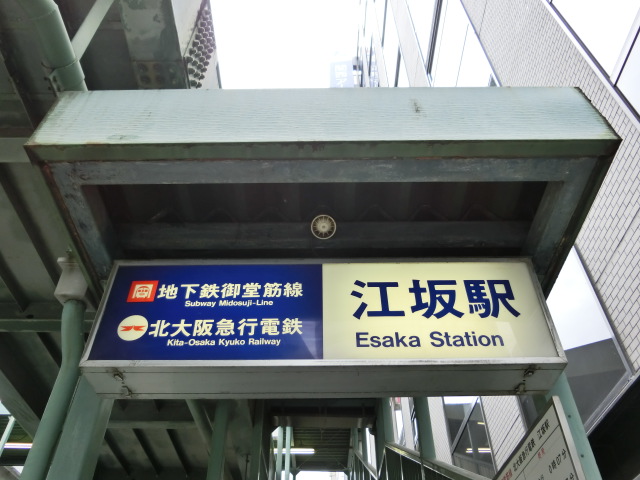 地下鉄御堂筋線
Subway Midosuji-Line
北大阪急行電鉄
Kita-Osaka Kyuko Railway
江坂駅
Esaka Station